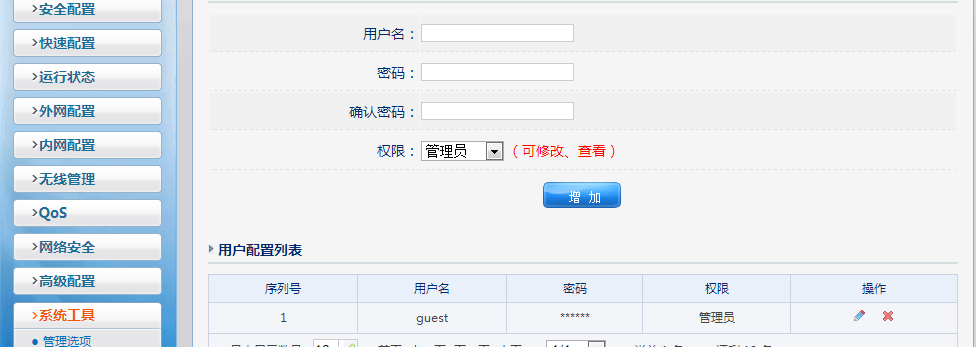 >安全配置
>快速配置
>运行状态
>外网配置
>内网配置
>无线管理
>QoS
>网络安全
>高级配置
>系统工具
管理选项
用户名：
密码：
确认密码：
权限： 管理员 （可修改、查看）
增 加
用户配置列表
序列号 用户名 密码 权限 操作
1 guest ****** 管理员